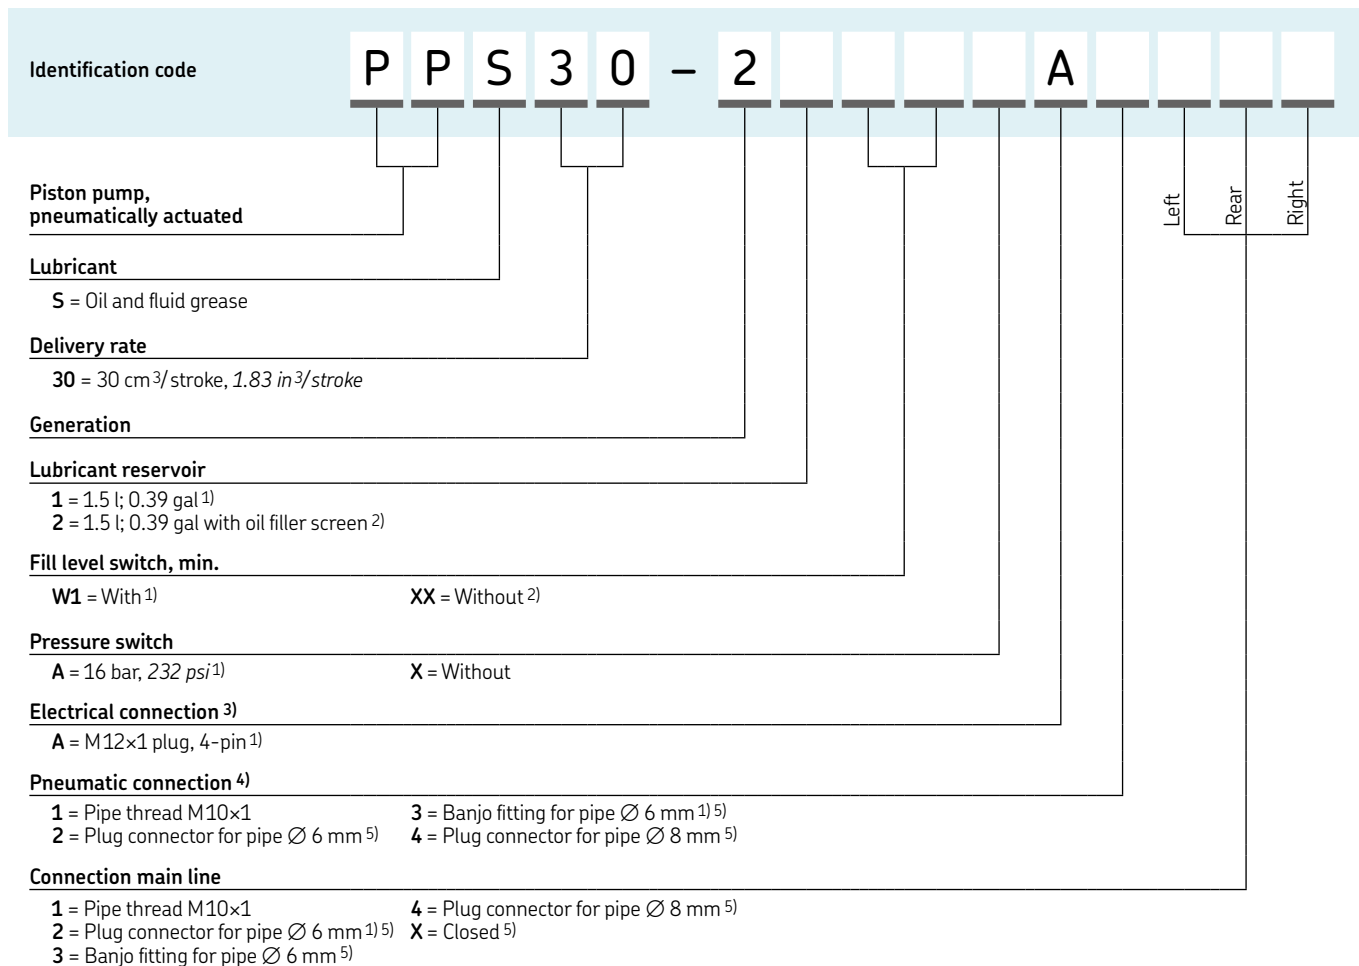 Identification code P P S 3 0 – 2 A
Piston pump,
pneumatically actuated
Left Rear Right
Lubricant
S = Oil and fluid grease
Delivery rate
30 = 30 cm³/stroke, 1.83 in³/stroke
Generation
Lubricant reservoir
1 = 1.5 l; 0.39 gal 1)
2 = 1.5 l; 0.39 gal with oil filler screen 2)
Fill level switch, min.
W1 = With 1) XX = Without 2)
Pressure switch
A = 16 bar, 232 psi 1) X = Without
Electrical connection 3)
A = M12×1 plug, 4-pin 1)
Pneumatic connection 4)
1 = Pipe thread M10×1 3 = Banjo fitting for pipe Ø 6 mm 1) 5)
2 = Plug connector for pipe Ø 6 mm 5) 4 = Plug connector for pipe Ø 8 mm 5)
Connection main line
1 = Pipe thread M10×1 4 = Plug connector for pipe Ø 8 mm 5)
2 = Plug connector for pipe Ø 6 mm 1) 5) X = Closed 5)
3 = Banjo fitting for pipe Ø 6 mm 5)